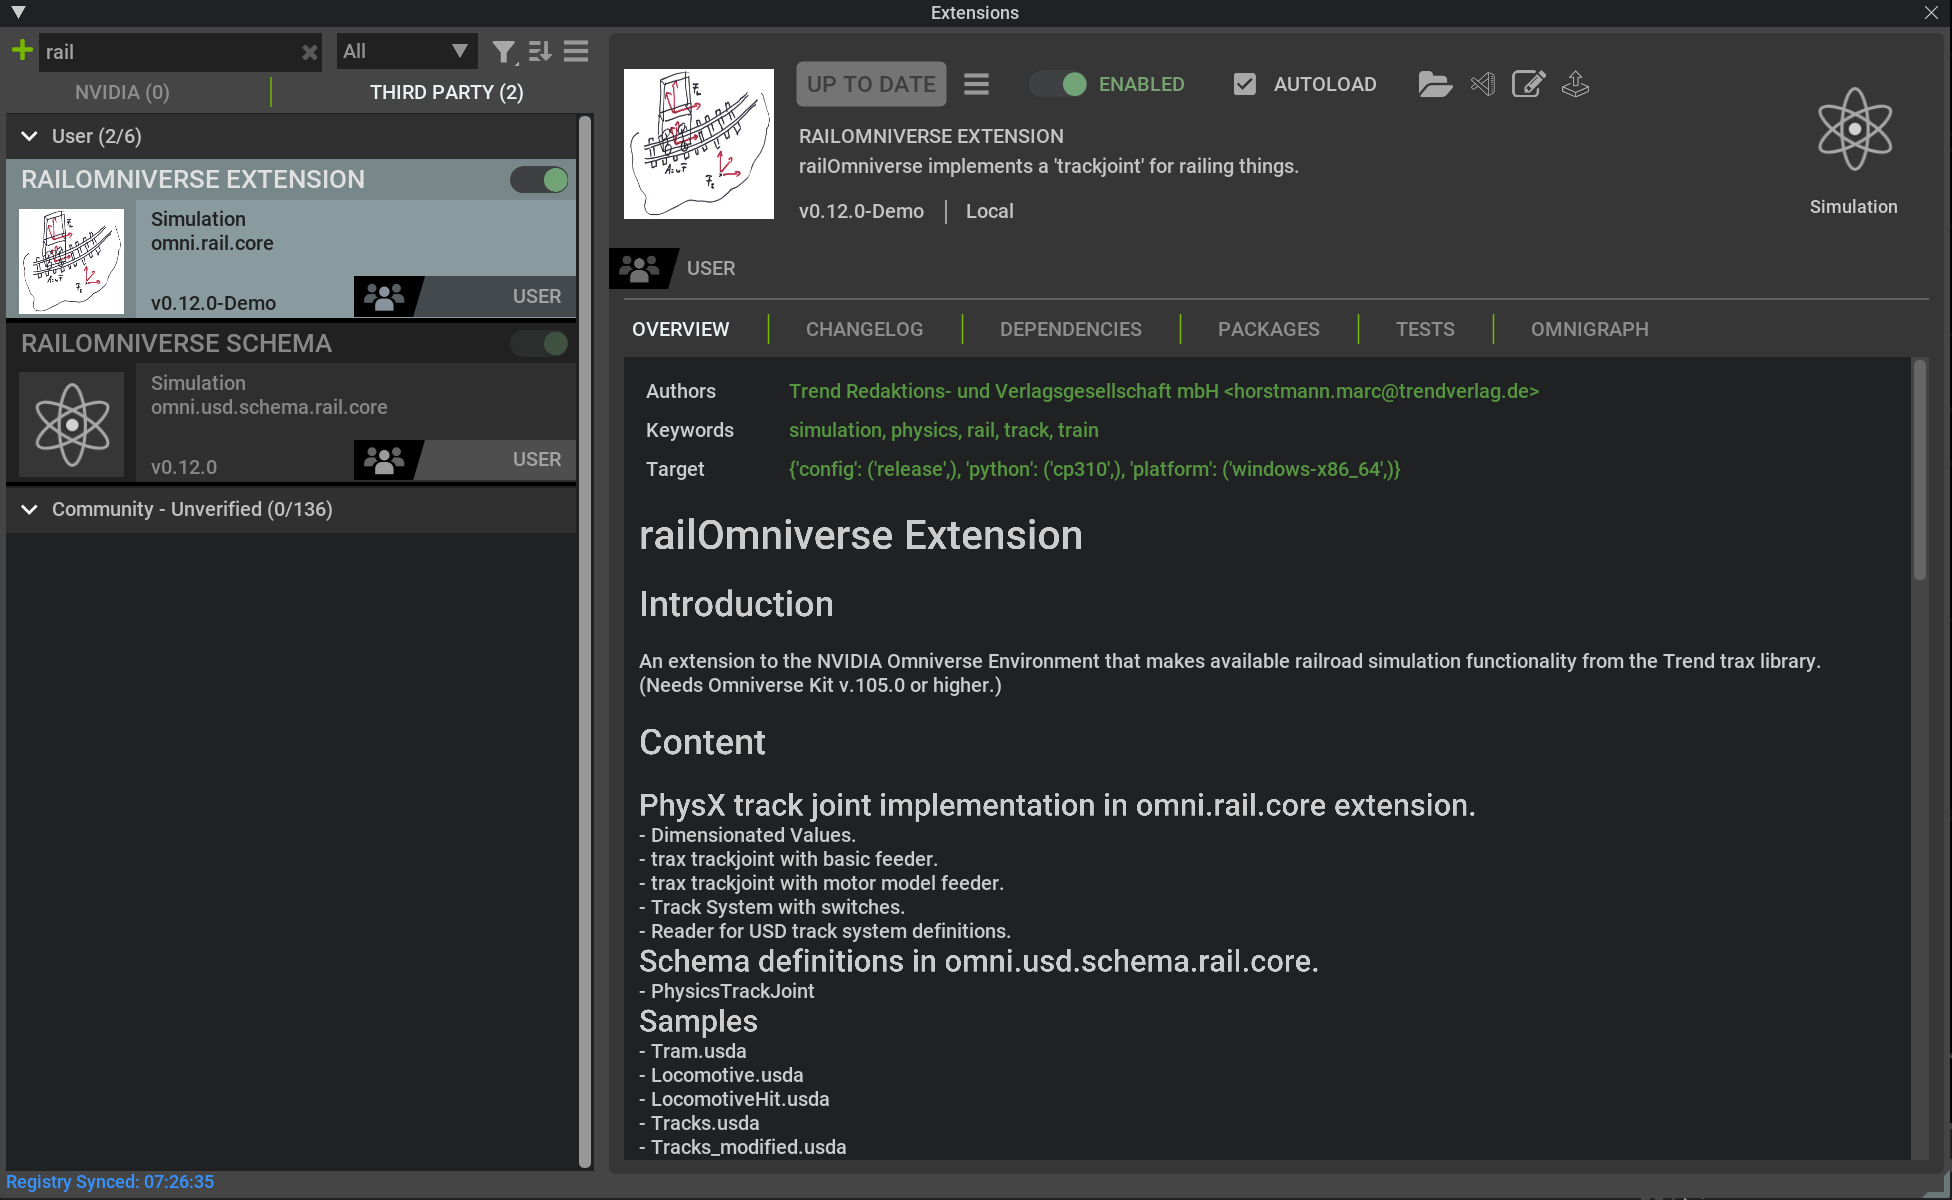 Extensions
rail
All
NVIDIA (0)
THIRD PARTY (2)
User (2/6)
RAILOMNIVERSE EXTENSION
Simulation
omni.rail.core
v0.12.0-Demo
USER
RAILOMNIVERSE SCHEMA
Simulation
omni.usd.schema.rail.core
v0.12.0
USER
Community - Unverified (0/136)
Registry Synced: 07:26:35
UP TO DATE
ENABLED
AUTOLOAD
RAILOMNIVERSE EXTENSION
railOmniverse implements a 'trackjoint' for railing things.
v0.12.0-Demo | Local
Simulation
USER
OVERVIEW
CHANGELOG
DEPENDENCIES
PACKAGES
TESTS
OMNIGRAPH
Authors Trend Redaktions- und Verlagsgesellschaft mbH <horstmann.marc@trendverlag.de>
Keywords simulation, physics, rail, track, train
Target {'config': ('release',), 'python': ('cp310',), 'platform': ('windows-x86_64',)}
railOmniverse Extension
Introduction
An extension to the NVIDIA Omniverse Environment that makes available railroad simulation functionality from the Trend trax library.
(Needs Omniverse Kit v.105.0 or higher.)
Content
PhysX track joint implementation in omni.rail.core extension.
- Dimensionated Values.
- trax trackjoint with basic feeder.
- trax trackjoint with motor model feeder.
- Track System with switches.
- Reader for USD track system definitions.
Schema definitions in omni.usd.schema.rail.core.
- PhysicsTrackJoint
Samples
- Tram.usda
- Locomotive.usda
- LocomotiveHit.usda
- Tracks.usda
- Tracks_modified.usda